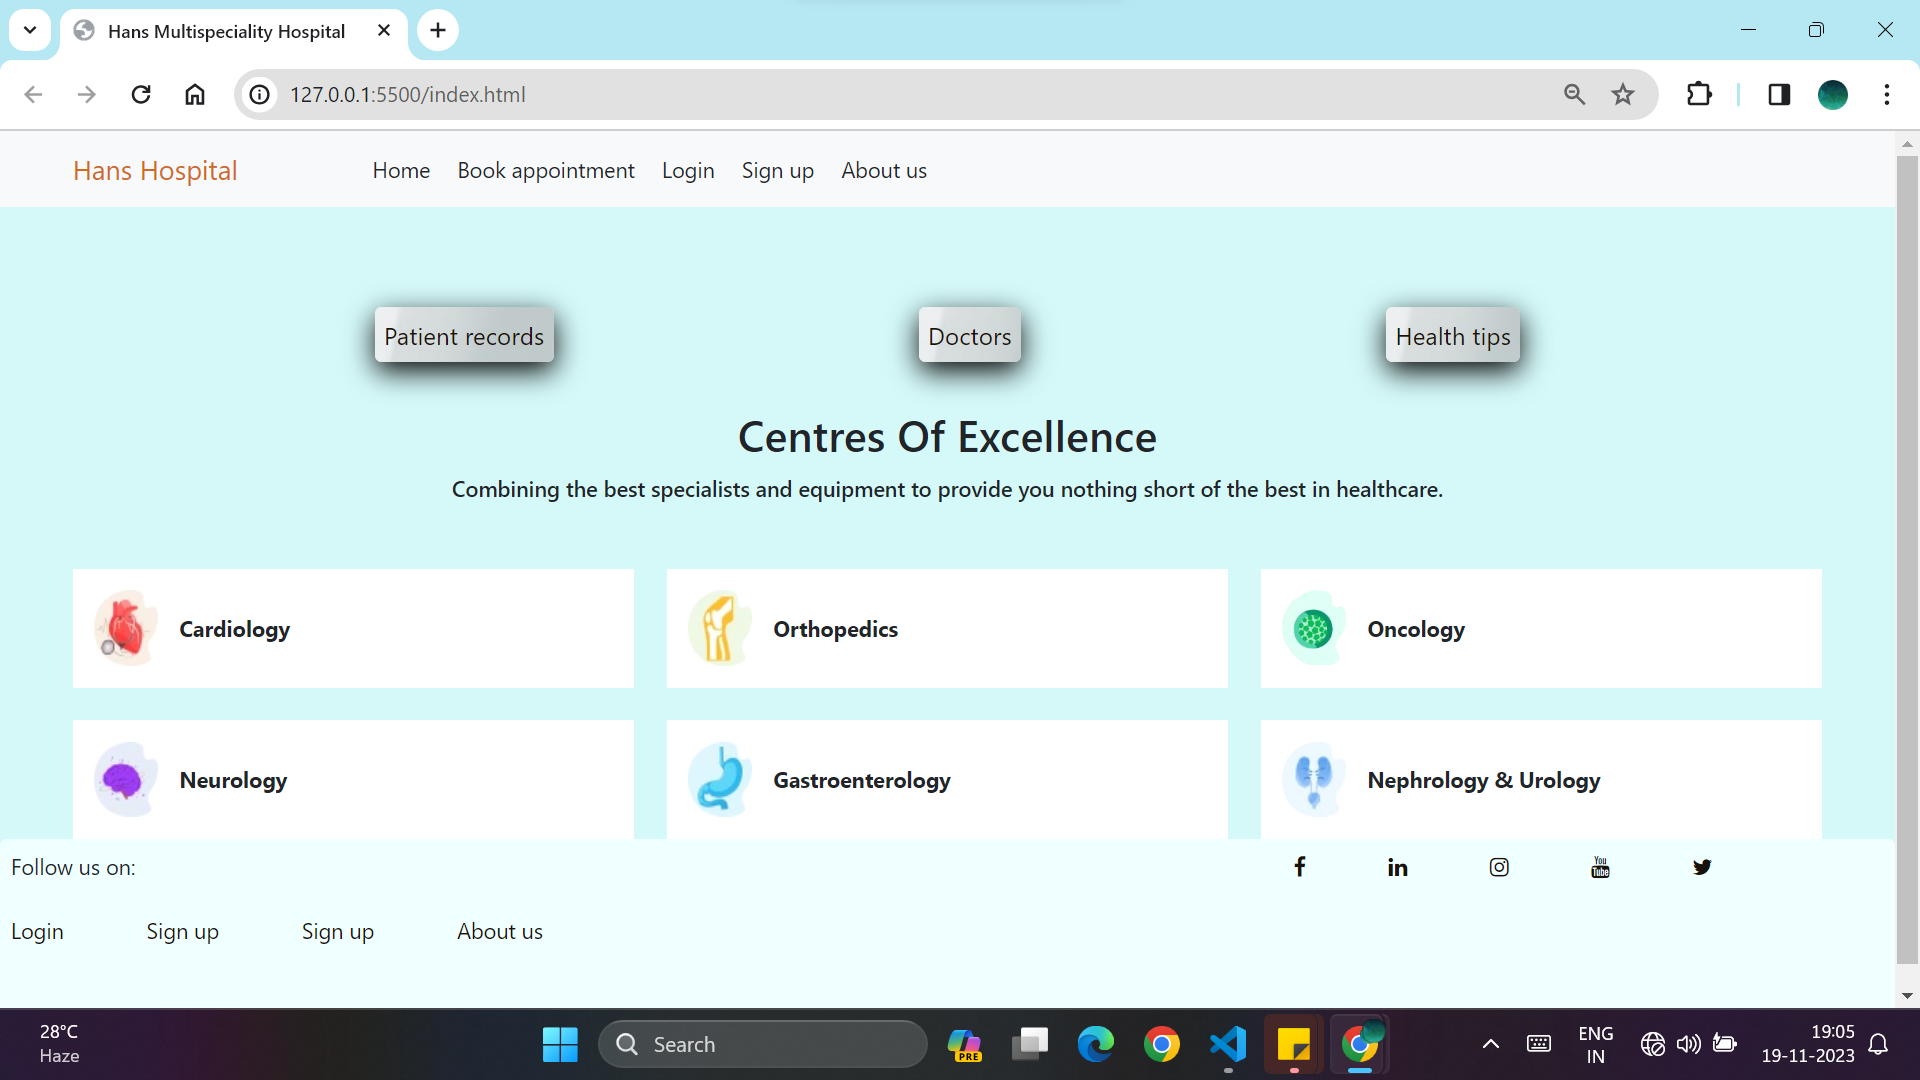 Hans Multispeciality Hospital
127.0.0.1:5500/index.html
Hans Hospital Home Book appointment Login Sign up About us
Patient records Doctors Health tips
Centres Of Excellence
Combining the best specialists and equipment to provide you nothing short of the best in healthcare.
Cardiology Orthopedics Oncology
Neurology Gastroenterology Nephrology & Urology
Follow us on: You Tube
Login Sign up Sign up About us
28°C
Haze
Search
PRE
ENG
IN
19:05
19-11-2023